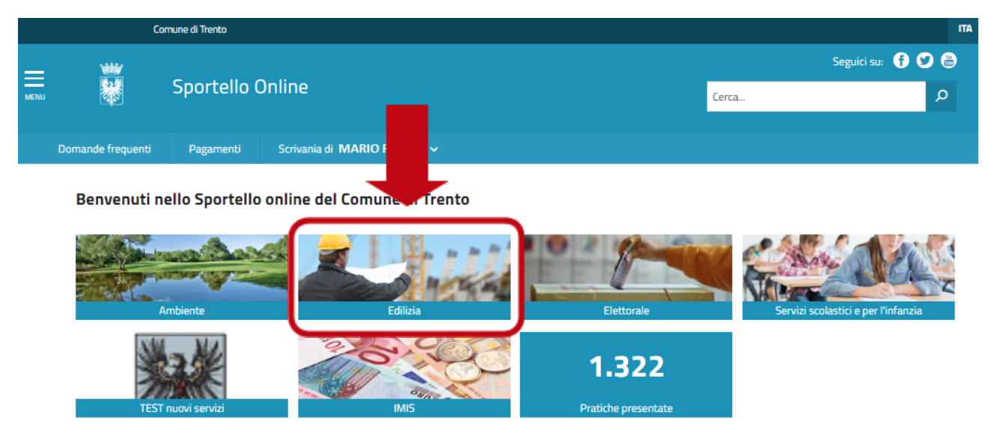 Comune di Trento
ITA
Seguici su:
MENU
Sportello Online
Cerca...
Domande frequenti
Pagamenti
Scrivania di MARIO
Benvenuti nello Sportello online del Comune di Trento
Ambiente
Edilizia
Elettorale
Servizi scolastici e per l'infanzia
TEST nuovi servizi
IMIS
1.322
Pratiche presentate